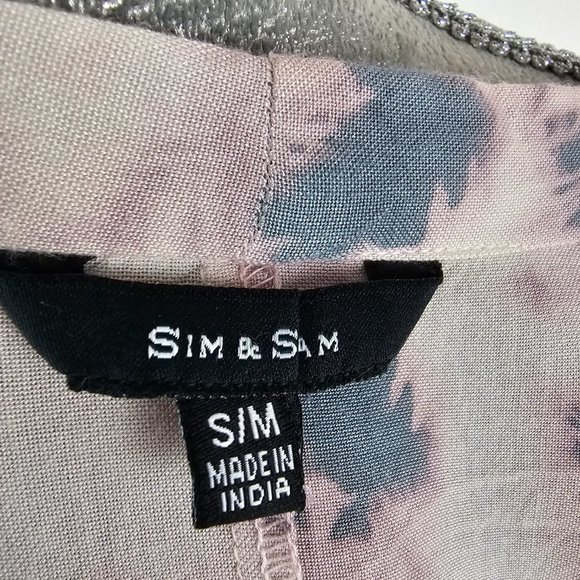 SIM & SAM
S/M
MADE IN
INDIA